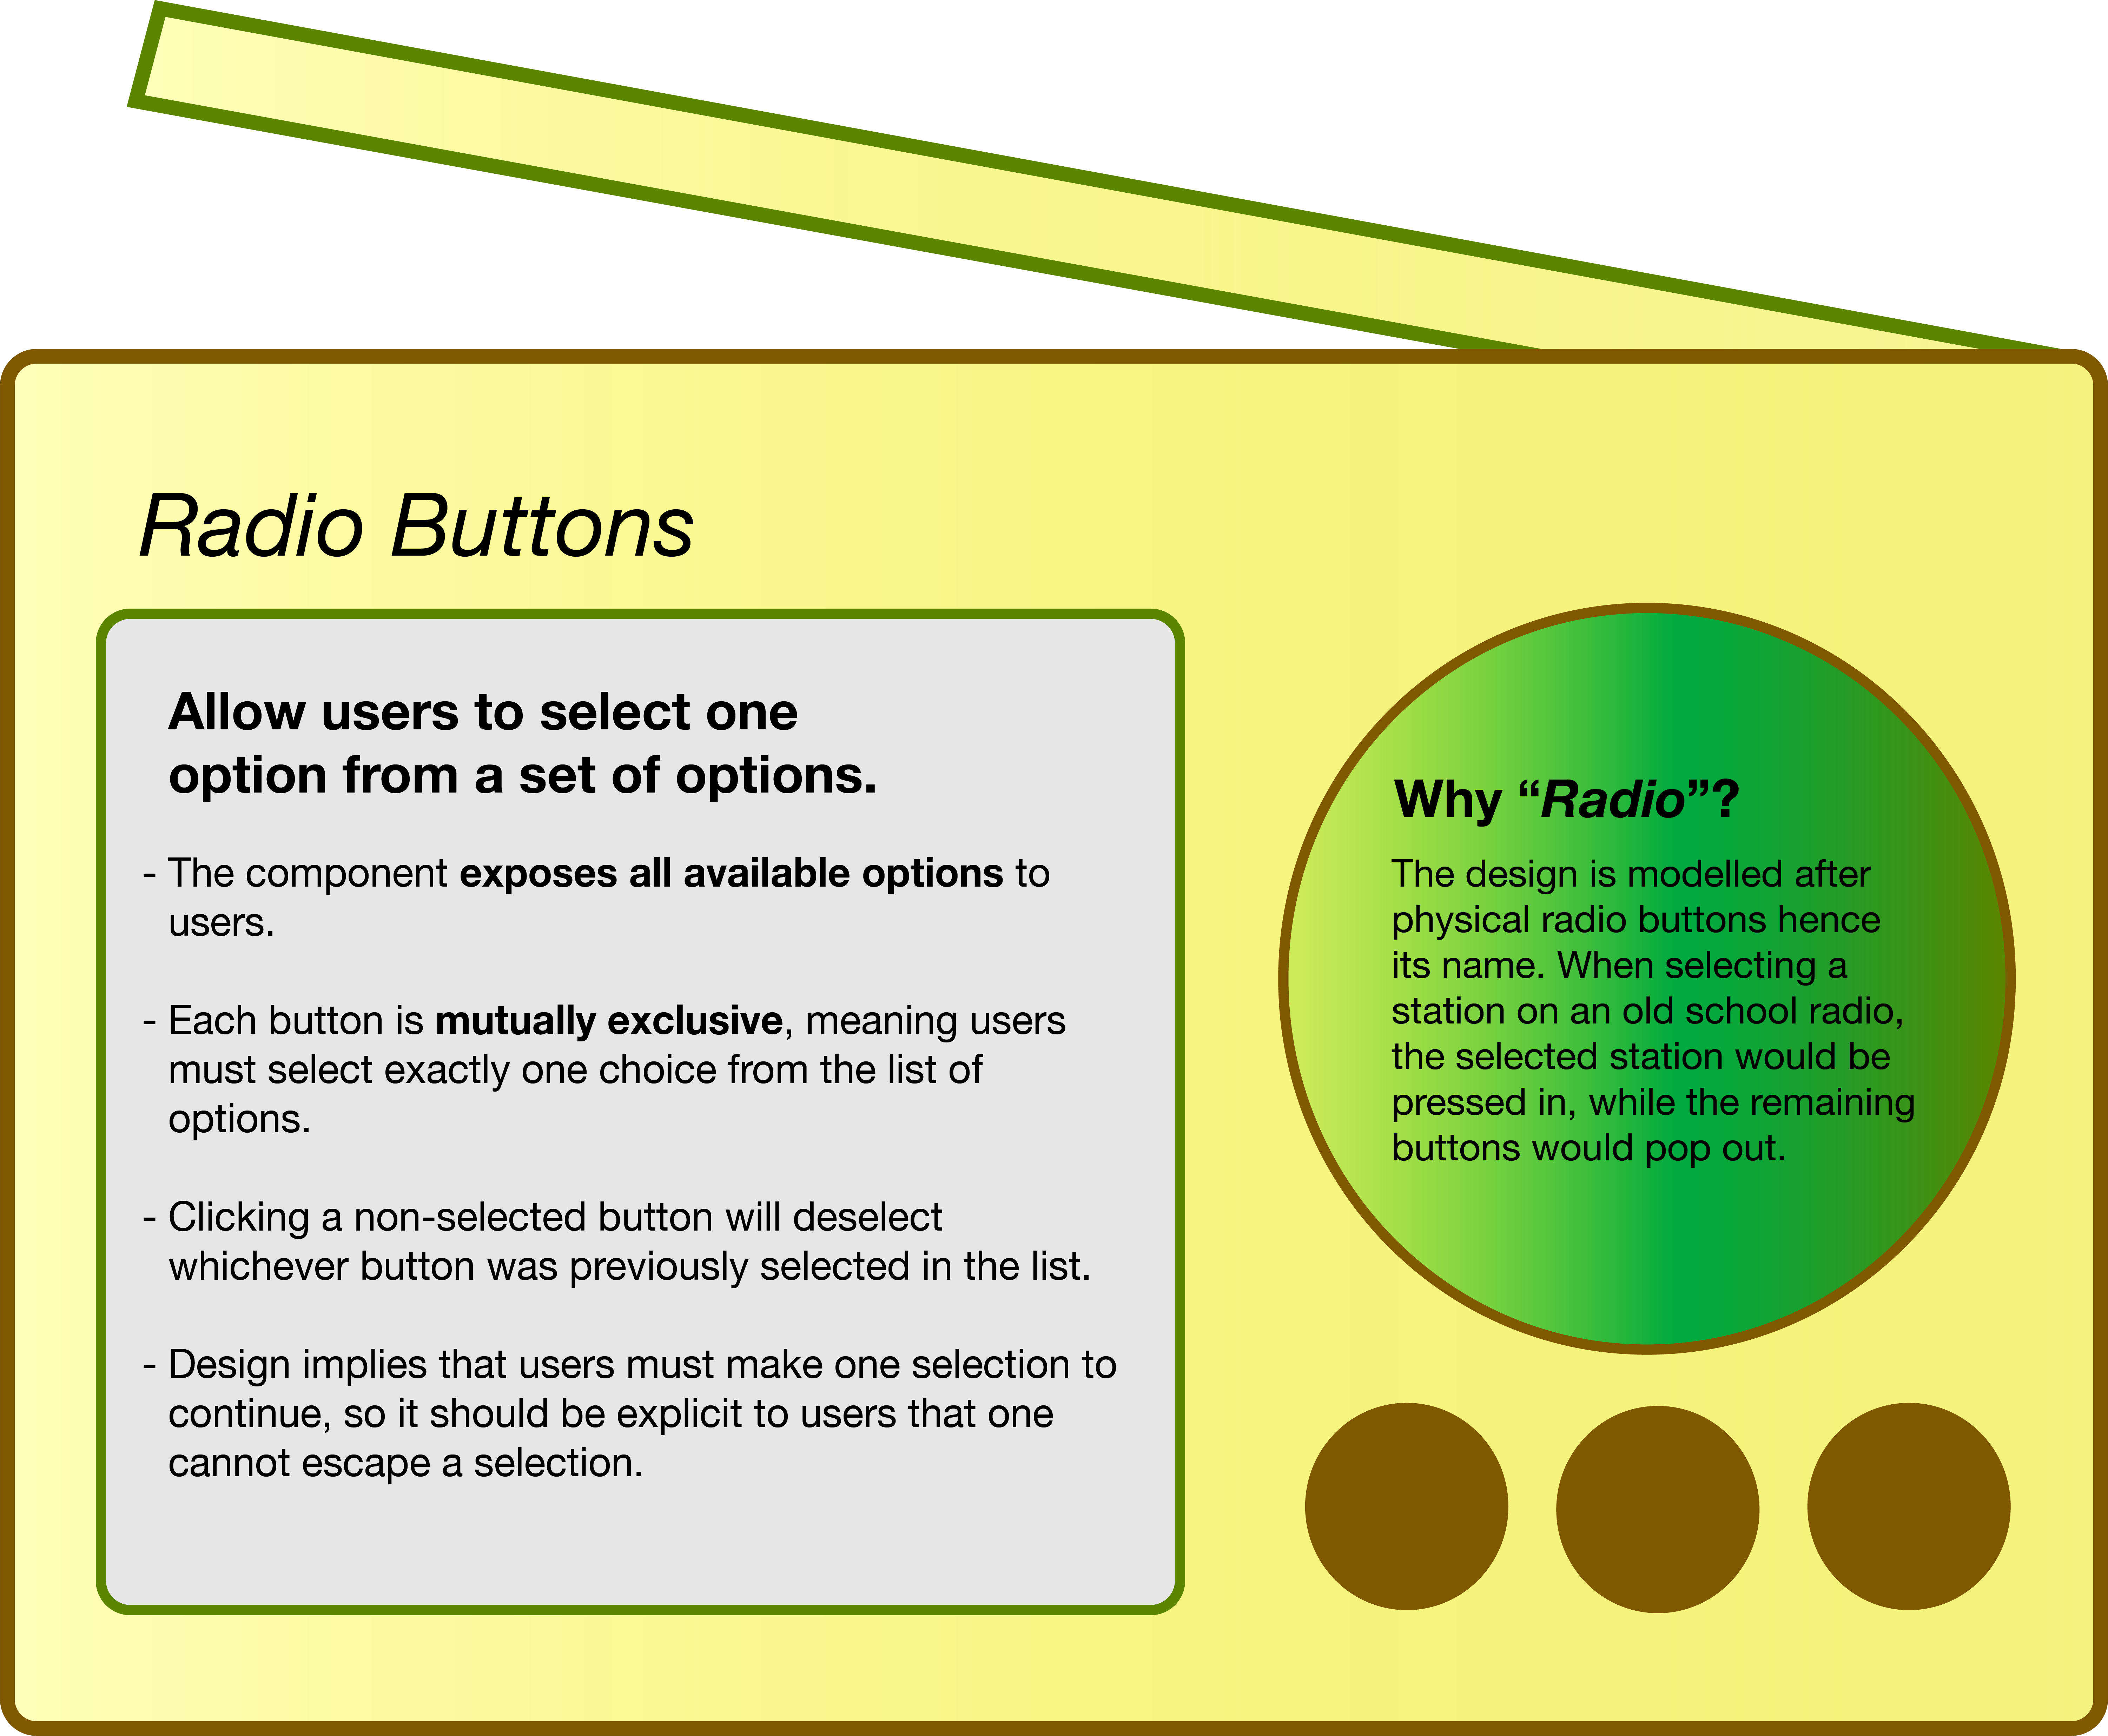 Radio Buttons
Allow users to select one
option from a set of options.
- The component exposes all available options to
users.
- Each button is mutually exclusive, meaning users
must select exactly one choice from the list of
options.
- Clicking a non-selected button will deselect
whichever button was previously selected in the list.
- Design implies that users must make one selection to
continue, so it should be explicit to users that one
cannot escape a selection.
Why “Radio”?
The design is modelled after
physical radio buttons hence
its name. When selecting a
station on an old school radio,
the selected station would be
pressed in, while the remaining
buttons would pop out.